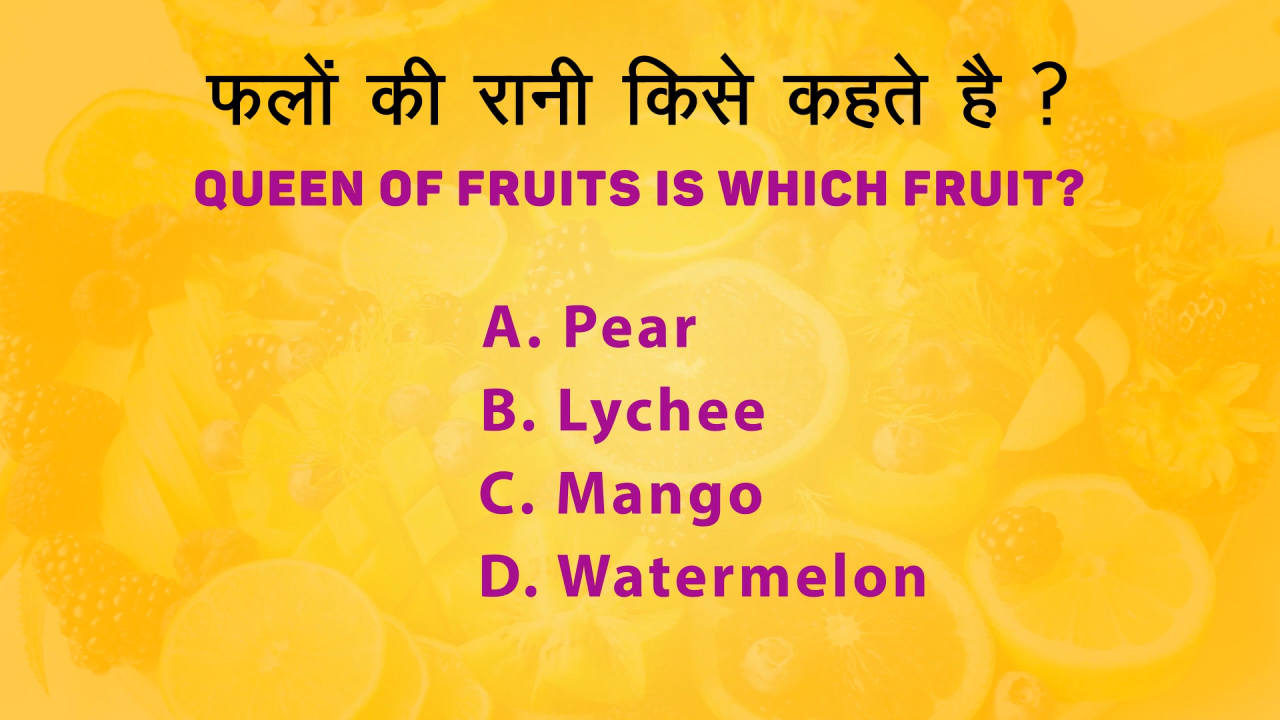 फलों की रानी किसे कहते है ?
QUEEN OF FRUITS IS WHICH FRUIT?
A. Pear
B. Lychee
C. Mango
D. Watermelon